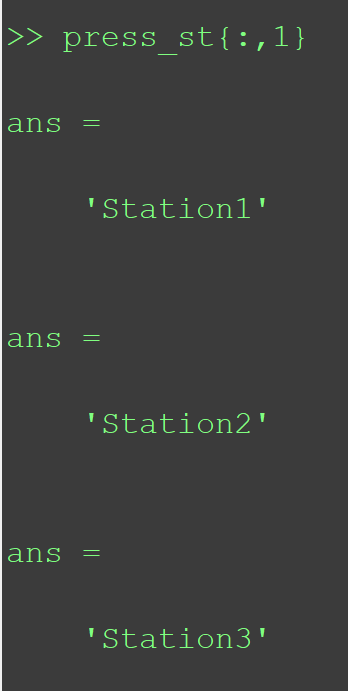 >> press_st{:,1}
ans =
'Station1'
ans =
'Station2'
ans =
'Station3'